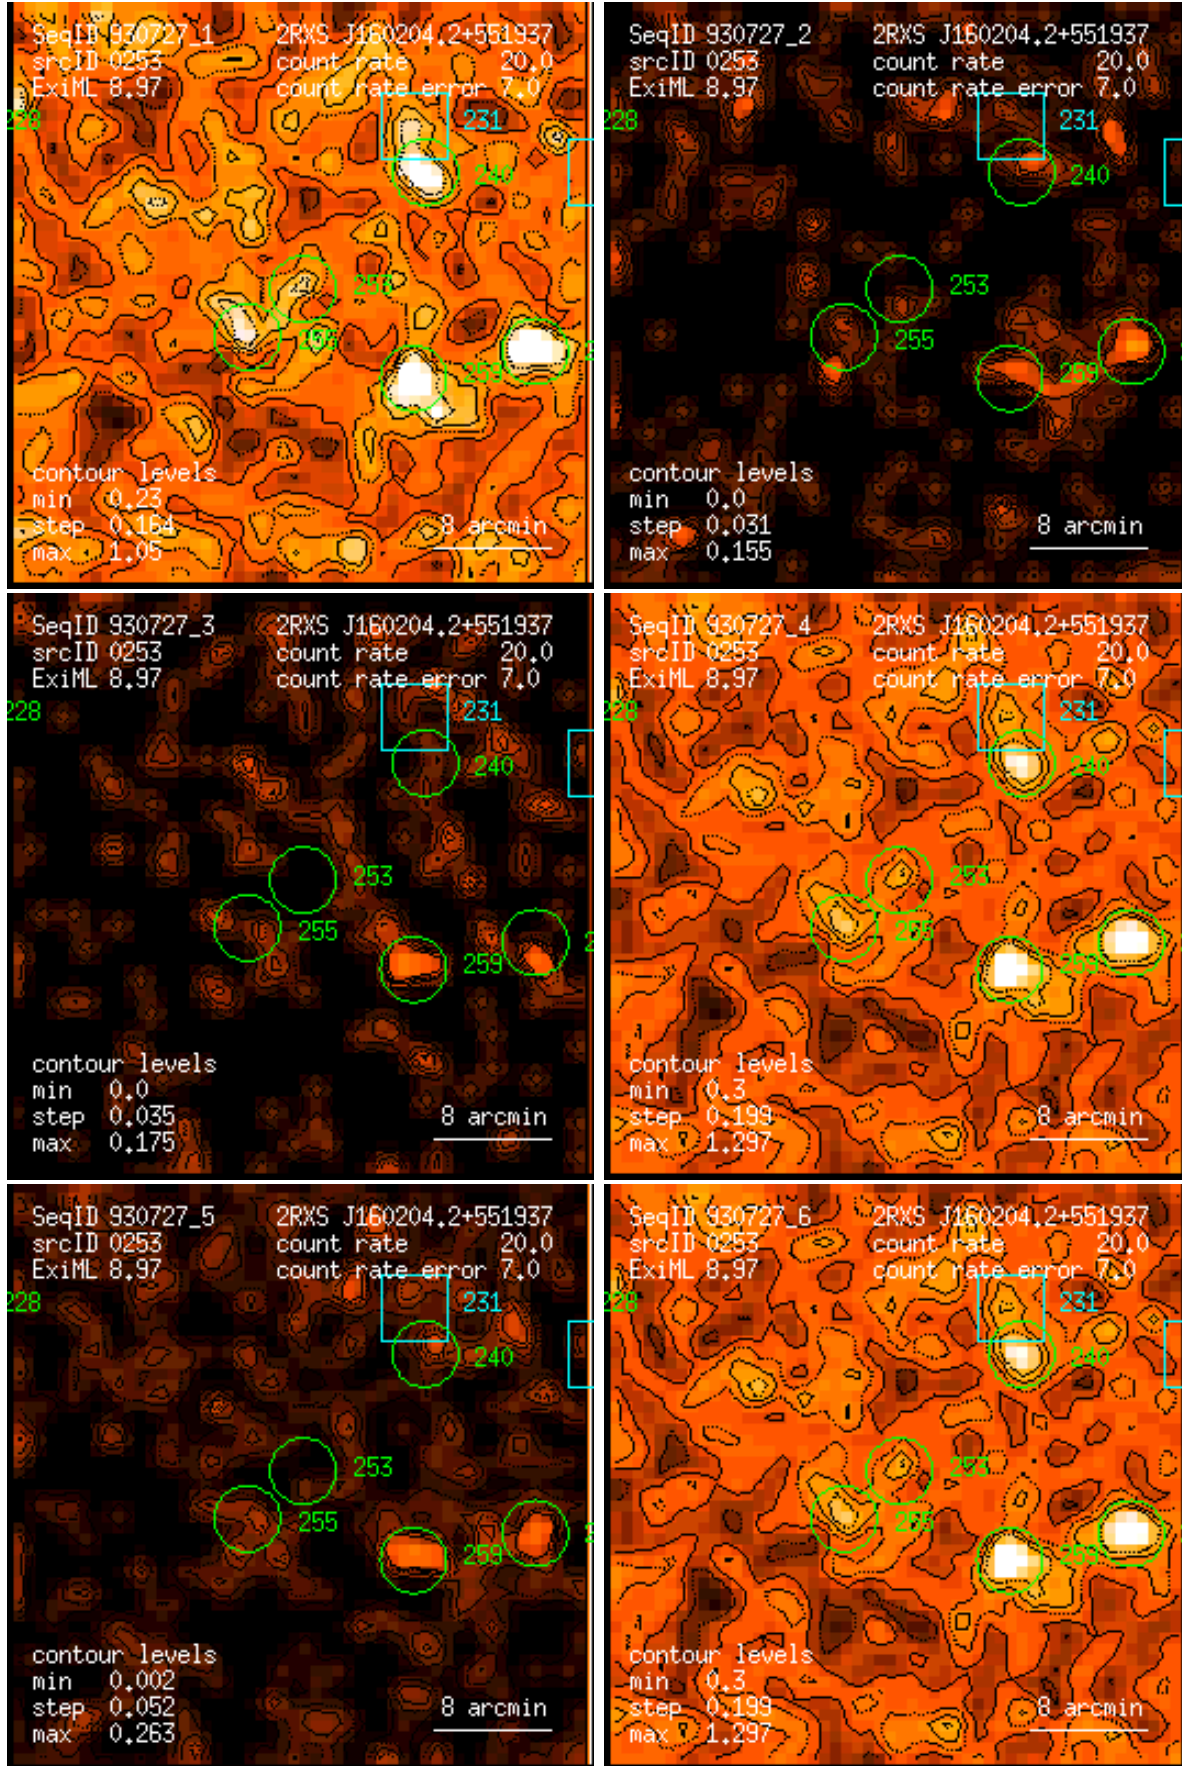 SeqID 930727_1 2RXS J160204.2+551937
srcID 0253 count rate 20.0
ExiML 8.97 count rate error 7.0
228 231
240
253
255
259
contour levels
min 0.23
step 0.164 8 arcmin
max 1.05
SeqID 930727_2 2RXS J160204.2+551937
srcID 0253 count rate 20.0
ExiML 8.97 count rate error 7.0
228 231
240
253
255
259
contour levels
min 0.0
step 0.031 8 arcmin
max 0.155
SeqID 930727_3 2RXS J160204.2+551937
srcID 0253 count rate 20.0
ExiML 8.97 count rate error 7.0
228 231
240
253
255
259
contour levels
min 0.0
step 0.035 8 arcmin
max 0.175
SeqID 930727_4 2RXS J160204.2+551937
srcID 0253 count rate 20.0
ExiML 8.97 count rate error 7.0
228 231
240
253
255
259
contour levels
min 0.3
step 0.199 8 arcmin
max 1.297
SeqID 930727_5 2RXS J160204.2+551937
srcID 0253 count rate 20.0
ExiML 8.97 count rate error 7.0
228 231
240
253
255
259
contour levels
min 0.002
step 0.052 8 arcmin
max 0.263
SeqID 930727_6 2RXS J160204.2+551937
srcID 0253 count rate 20.0
ExiML 8.97 count rate error 7.0
228 231
240
253
255
259
contour levels
min 0.3
step 0.199 8 arcmin
max 1.297